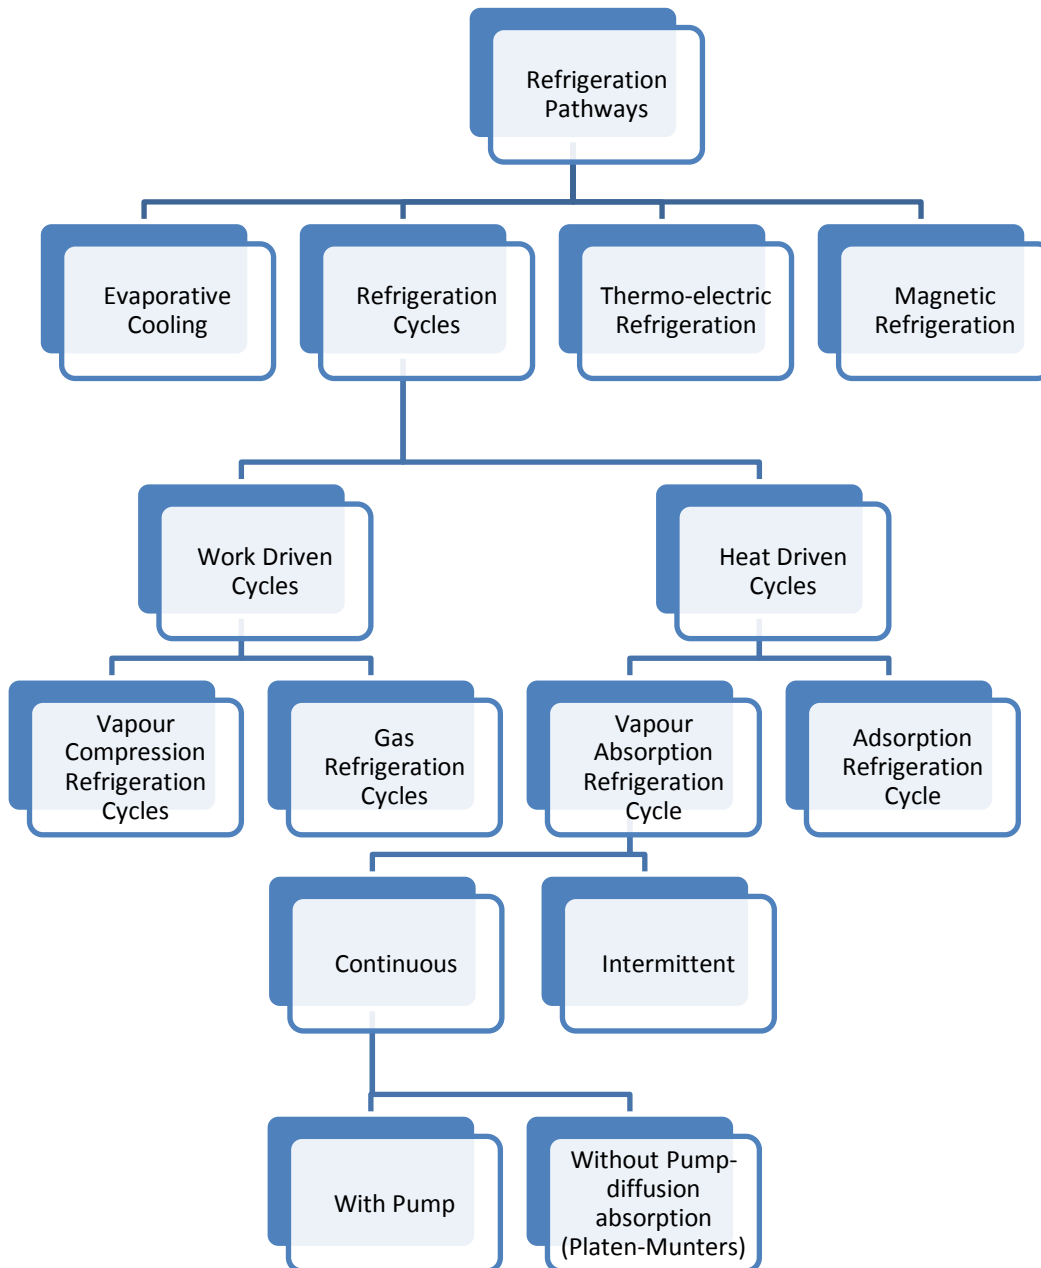 Refrigeration
Pathways
Evaporative
Cooling
Refrigeration
Cycles
Thermo-electric
Refrigeration
Magnetic
Refrigeration
Work Driven
Cycles
Heat Driven
Cycles
Vapour
Compression
Refrigeration
Cycles
Gas
Refrigeration
Cycles
Vapour
Absorption
Refrigeration
Cycle
Adsorption
Refrigeration
Cycle
Continuous
Intermittent
With Pump
Without Pump-
diffusion
absorption
(Platen-Munters)